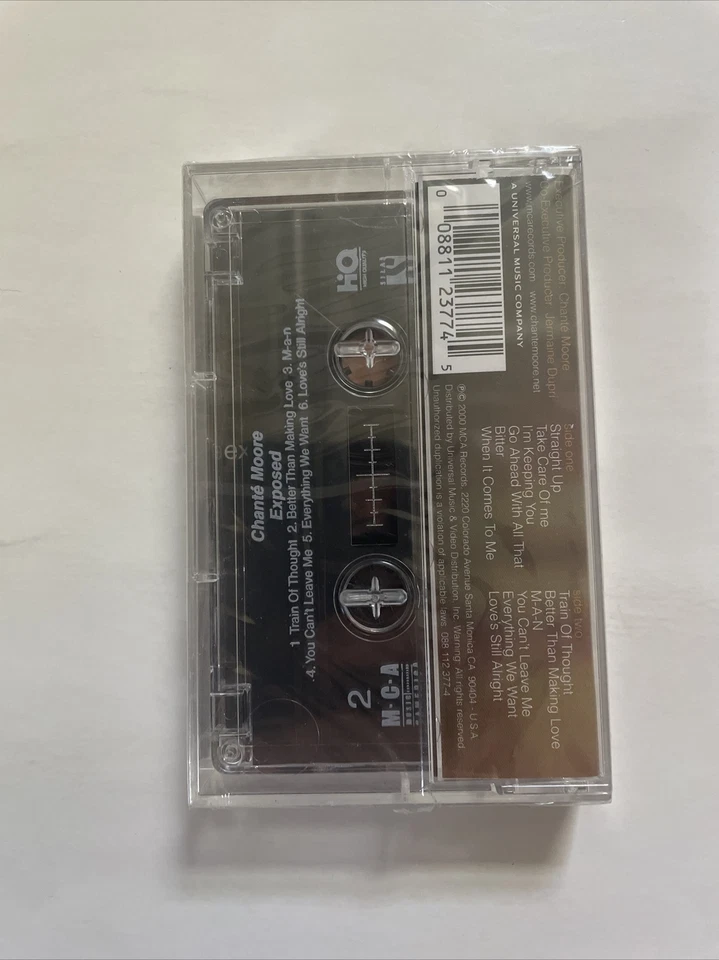 Executive Producer: Chanté Moore
Executive Producer: Jermaine Dupri
www.mcarecords.com www.chantemoore.net
A UNIVERSAL MUSIC COMPANY
0 08811 23774 5
Side one
Straight Up
Take Care Of me
I'm Keeping You
Go Ahead With All That
Bitter
When It Comes To Me
Side two
Train Of Thought
Better Than Making Love
M-A-N
You Can't Leave Me
Everything We Want
Love's Still Alright
℗© 2000 MCA Records, 2220 Colorado Avenue Santa Monica CA 90404 - U.S.A.
Distributed by Universal Music & Video Distribution, Inc. Warning: All rights reserved.
Unauthorized duplication is a violation of applicable laws. 088 112 377-4
HQ
Chanté Moore
Exposed
1 Train Of Thought 2. Better Than Making Love 3. M-a-n
4. You Can't Leave Me 5. Everything We Want 6. Love's Still Alright
2
M·C·A